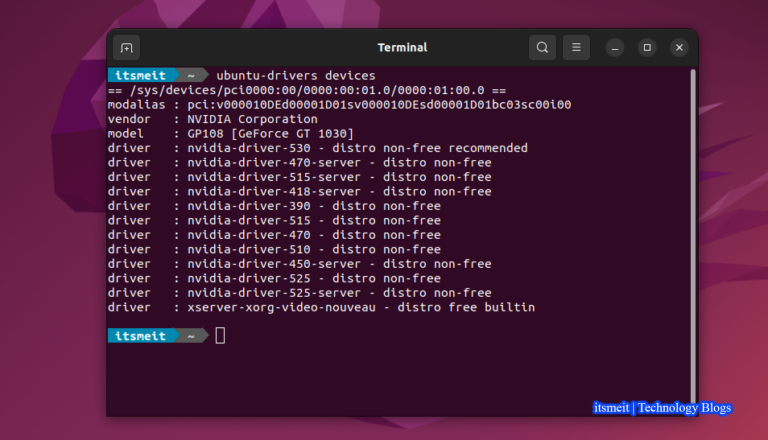 Terminal
itsmeit ~ ubuntu-drivers devices
== /sys/devices/pci0000:00/0000:00:01.0/0000:01:00.0 ==
modalias : pci:v000010DEd00001D01sv000010DEsd00001D01bc03sc00i00
vendor : NVIDIA Corporation
model : GP108 [GeForce GT 1030]
driver : nvidia-driver-530 - distro non-free recommended
driver : nvidia-driver-470-server - distro non-free
driver : nvidia-driver-515-server - distro non-free
driver : nvidia-driver-418-server - distro non-free
driver : nvidia-driver-390 - distro non-free
driver : nvidia-driver-515 - distro non-free
driver : nvidia-driver-470 - distro non-free
driver : nvidia-driver-510 - distro non-free
driver : nvidia-driver-450-server - distro non-free
driver : nvidia-driver-525 - distro non-free
driver : nvidia-driver-525-server - distro non-free
driver : xserver-xorg-video-nouveau - distro free builtin
itsmeit ~
itsmeit | Technology Blogs